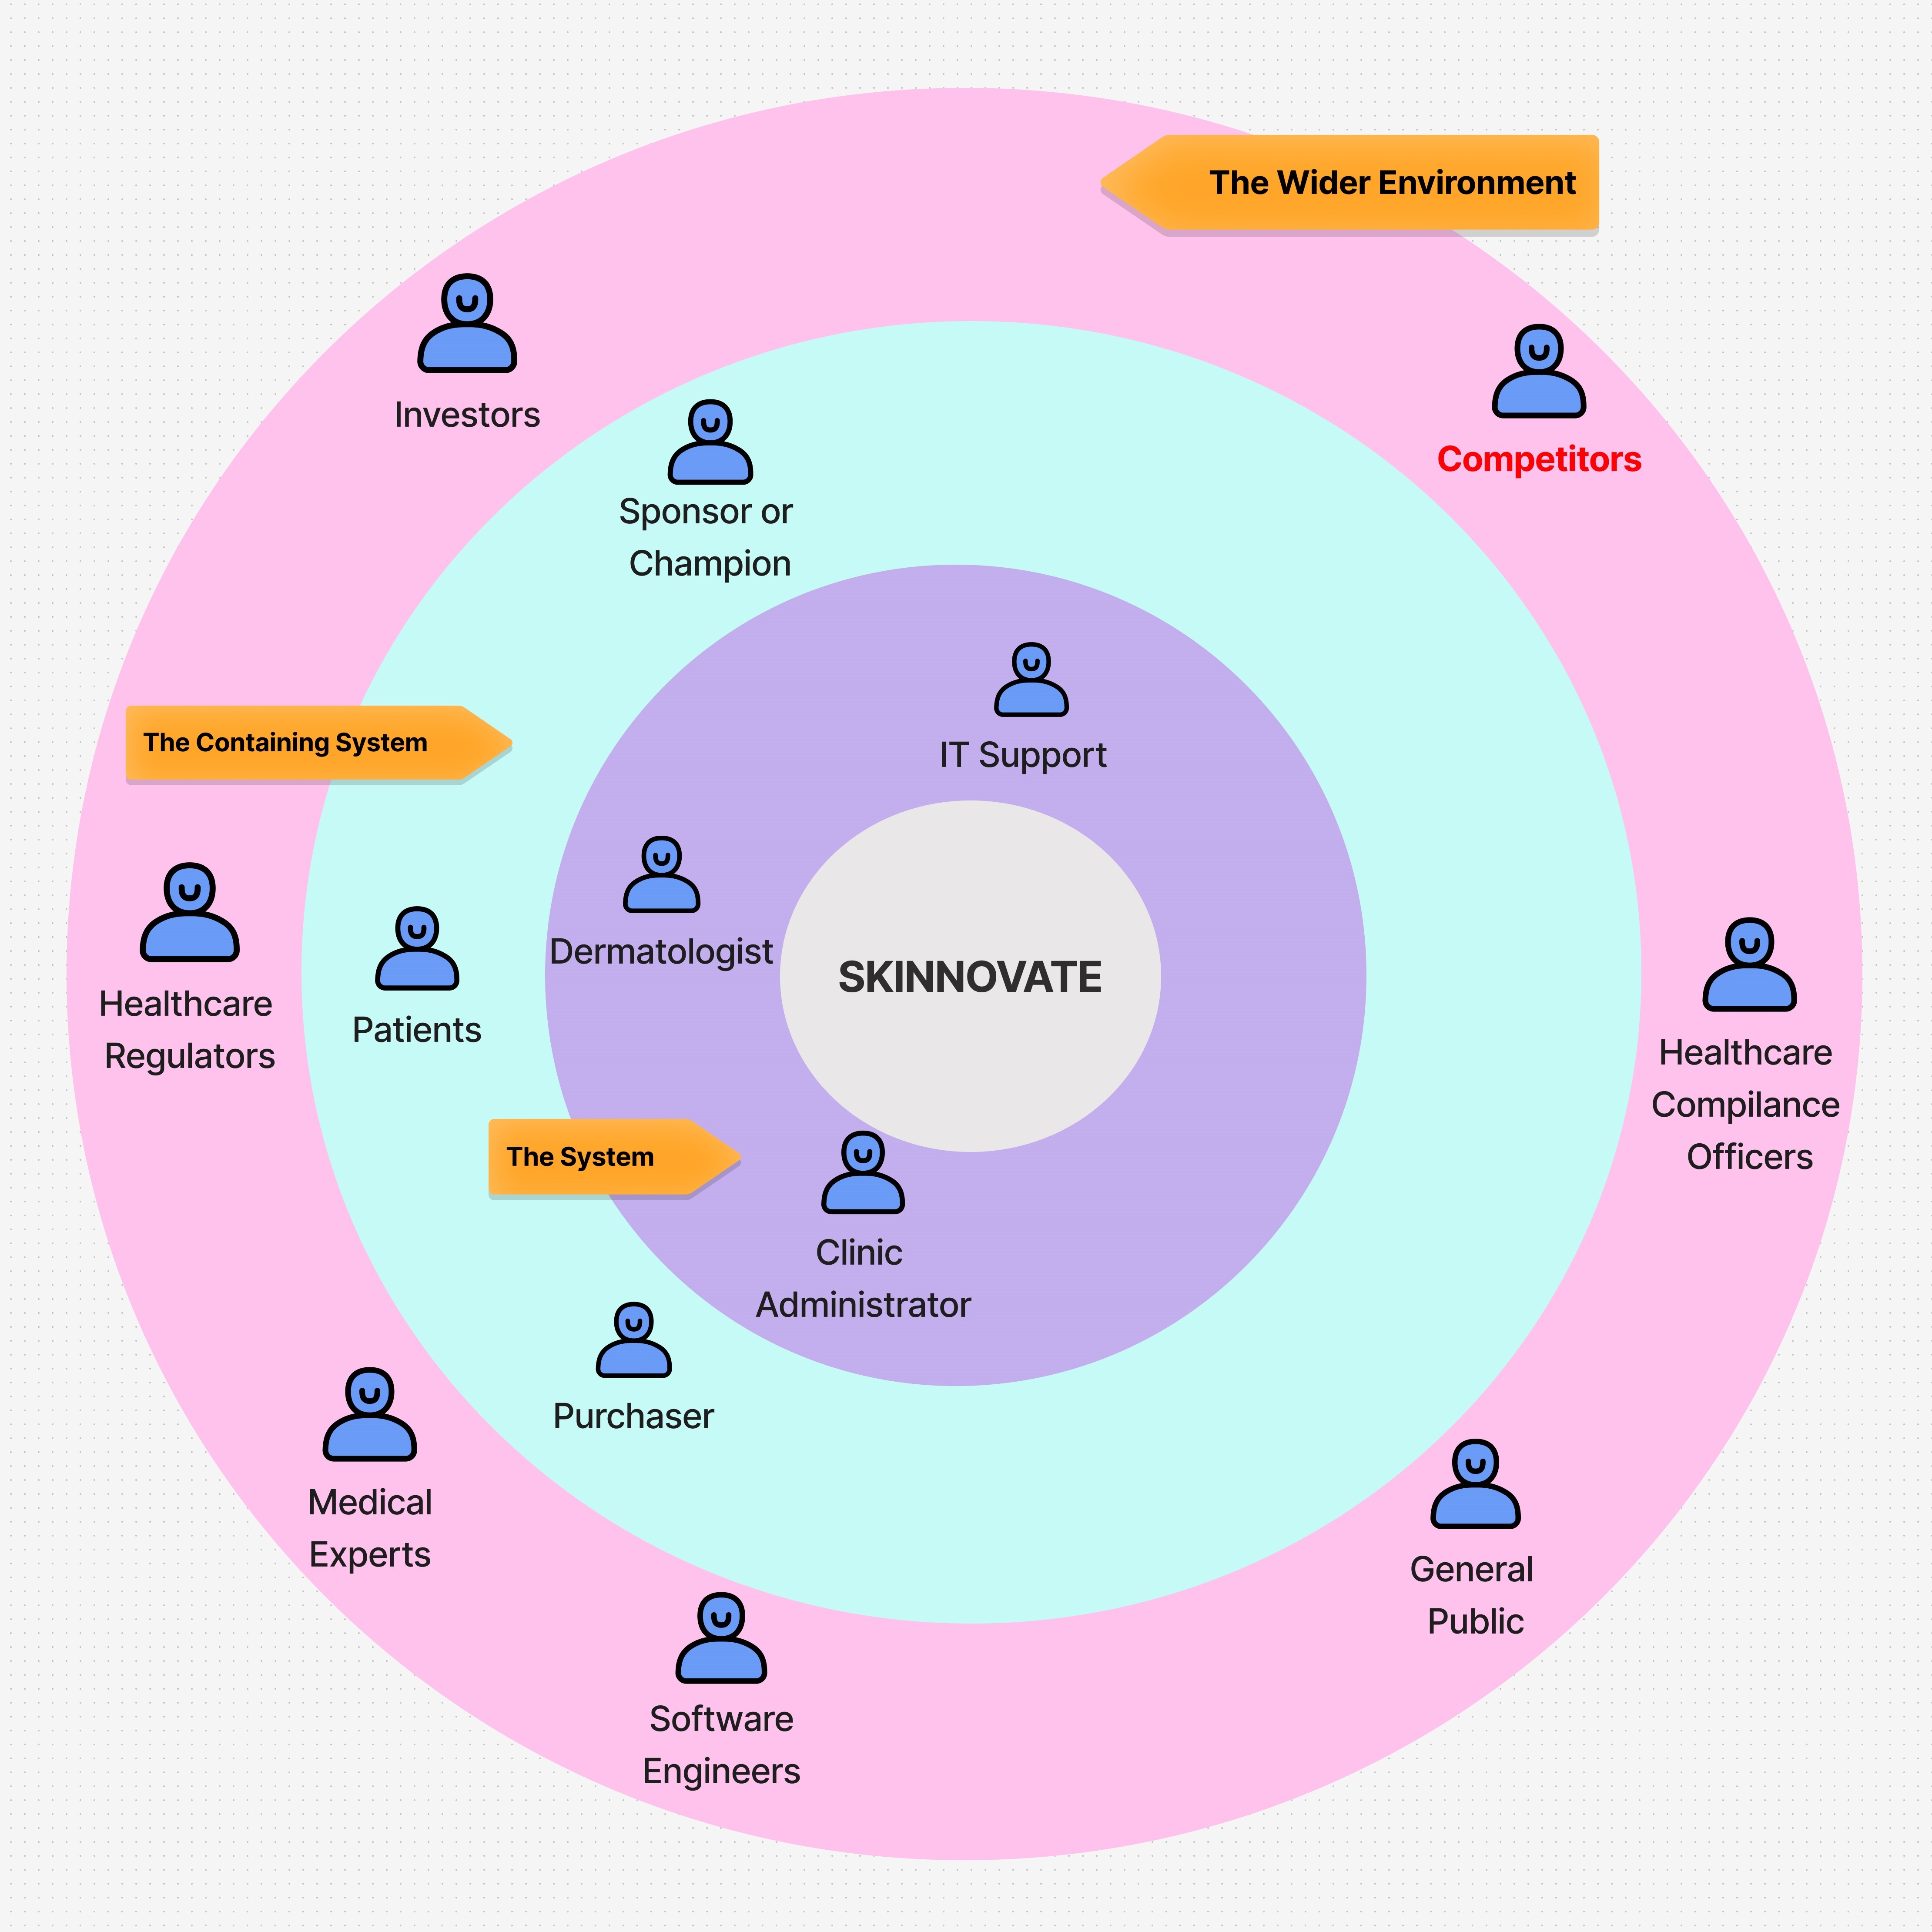 The Wider Environment
Investors
Competitors
Sponsor or
Champion
The Containing System
IT Support
Dermatologist
SKINNOVATE
Healthcare
Regulators
Patients
Healthcare
Compilance
Officers
The System
Clinic
Administrator
Purchaser
Medical
Experts
General
Public
Software
Engineers